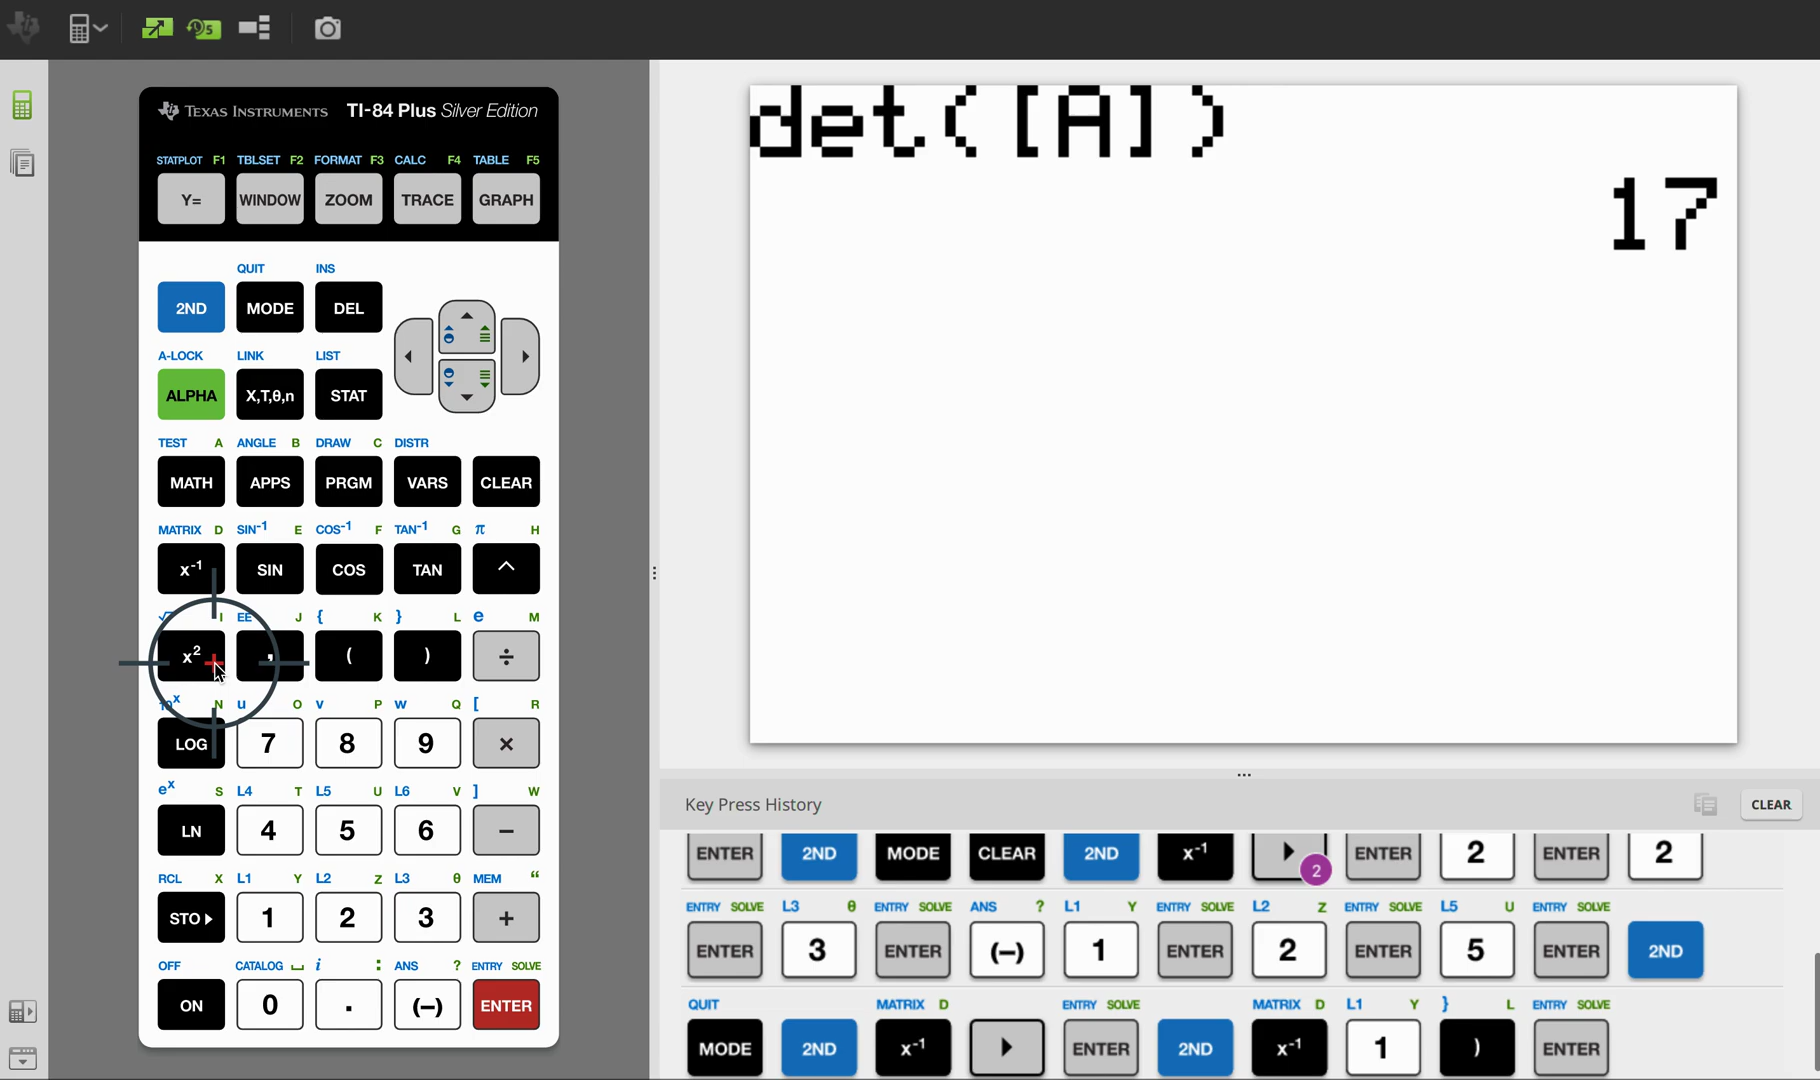 TEXAS INSTRUMENTS TI-84 Plus Silver Edition
STATPLOT F1 TBLSET F2 FORMAT F3 CALC F4 TABLE F5
Y= WINDOW ZOOM TRACE GRAPH
QUIT INS
2ND MODE DEL
A-LOCK LINK LIST
ALPHA X,T,θ,n STAT
TEST A ANGLE B DRAW C DISTR
MATH APPS PRGM VARS CLEAR
MATRIX D SIN⁻¹ E COS⁻¹ F TAN⁻¹ G π H
x⁻¹ SIN COS TAN ^
√ I EE J { K } L e M
x² , ( ) ÷
10ˣ N u O v P w Q [ R
LOG 7 8 9 ×
eˣ S L4 T L5 U L6 V ] W
LN 4 5 6 −
RCL X L1 Y L2 Z L3 θ MEM “
STO▸ 1 2 3 +
OFF CATALOG ⎵ i : ANS ? ENTRY SOLVE
ON 0 . (−) ENTER
det([A])
17
Key Press History CLEAR
ENTER 2ND MODE CLEAR 2ND x⁻¹ ▸ 2 ENTER 2 ENTER 2
ENTRY SOLVE L3 θ ENTRY SOLVE ANS ? L1 Y ENTRY SOLVE L2 Z ENTRY SOLVE L5 U ENTRY SOLVE
ENTER 3 ENTER (−) 1 ENTER 2 ENTER 5 ENTER 2ND
QUIT MATRIX D ENTRY SOLVE MATRIX D L1 Y } L ENTRY SOLVE
MODE 2ND x⁻¹ ▸ ENTER 2ND x⁻¹ 1 ) ENTER